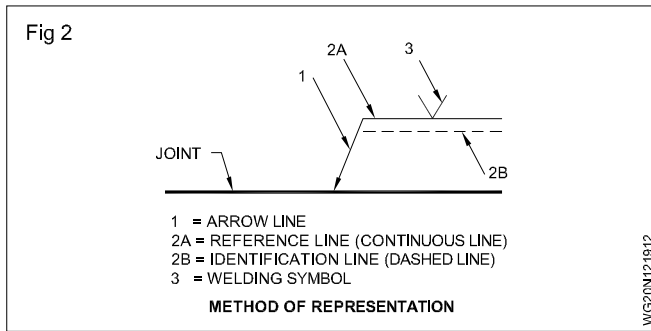 Fig 2
2A
3
1
JOINT
2B
1 = ARROW LINE
2A = REFERENCE LINE (CONTINUOUS LINE)
2B = IDENTIFICATION LINE (DASHED LINE)
3 = WELDING SYMBOL
METHOD OF REPRESENTATION
WG20N121912